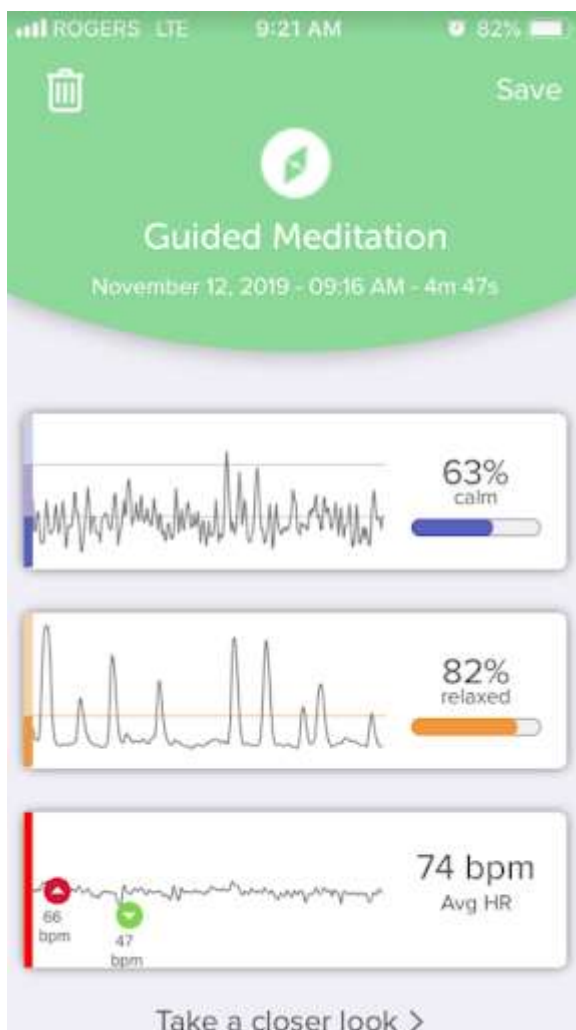 ROGERS LTE 9:21 AM 82%
Save
Guided Meditation
November 12, 2019 - 09:16 AM - 4m 47s
63%
calm
82%
relaxed
74 bpm
Avg HR
66
bpm
47
bpm
Take a closer look >